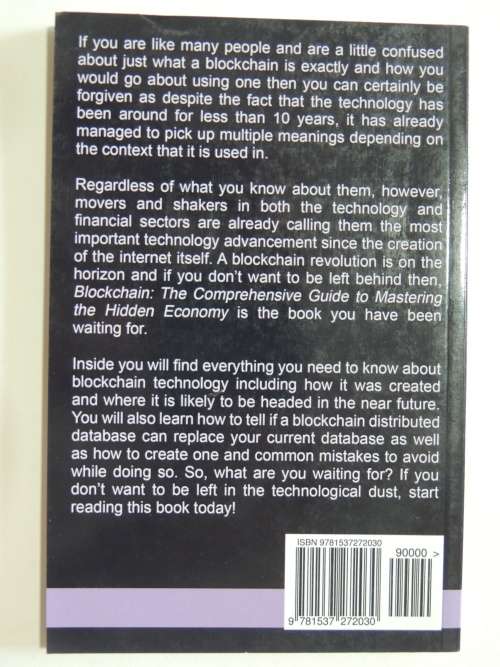 If you are like many people and are a little confused
about just what a blockchain is exactly and how you
would go about using one then you can certainly be
forgiven as despite the fact that the technology has
been around for less than 10 years, it has already
managed to pick up multiple meanings depending on
the context that it is used in.
Regardless of what you know about them, however,
movers and shakers in both the technology and
financial sectors are already calling them the most
important technology advancement since the creation
of the internet itself. A blockchain revolution is on the
horizon and if you don't want to be left behind then,
Blockchain: The Comprehensive Guide to Mastering
the Hidden Economy is the book you have been
waiting for.
Inside you will find everything you need to know about
blockchain technology including how it was created
and where it is likely to be headed in the near future.
You will also learn how to tell if a blockchain distributed
database can replace your current database as well
as how to create one and common mistakes to avoid
while doing so. So, what are you waiting for? If you
don't want to be left in the technological dust, start
reading this book today!
ISBN 9781537272030
90000 >
9 781537 272030